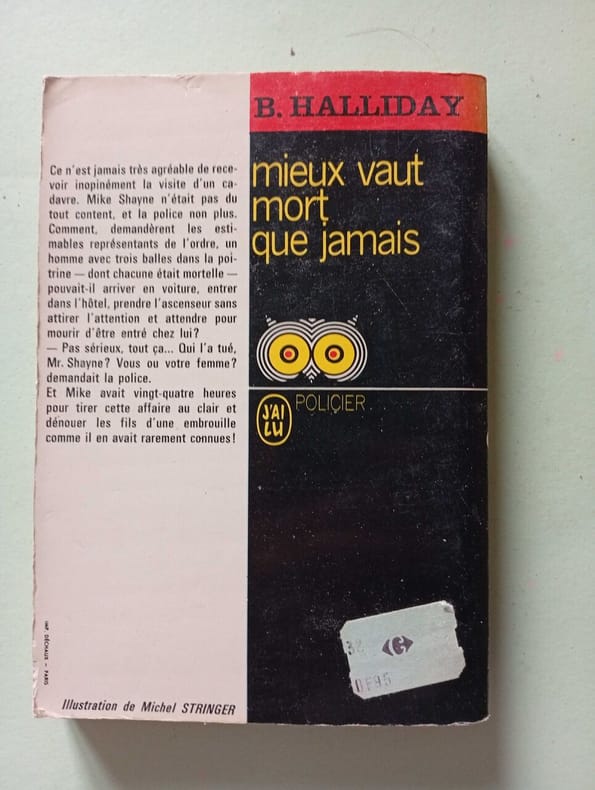 B. HALLIDAY
mieux vaut
mort
que jamais
J'AI
LU
POLICIER
Ce n'est jamais très agréable de rece-
voir inopinément la visite d'un ca-
davre. Mike Shayne n'était pas du
tout content, et la police non plus.
Comment, demandèrent les esti-
mables représentants de l'ordre, un
homme avec trois balles dans la poi-
trine — dont chacune était mortelle —
pouvait-il arriver en voiture, entrer
dans l'hôtel, prendre l'ascenseur sans
attirer l'attention et attendre pour
mourir d'être entré chez lui?
— Pas sérieux, tout ça... Qui l'a tué,
Mr. Shayne? Vous ou votre femme?
demandait la police.
Et Mike avait vingt-quatre heures
pour tirer cette affaire au clair et
dénouer les fils d'une embrouille
comme il en avait rarement connues!
IMP. DÉCHAUX - PARIS
Illustration de Michel STRINGER
0F95